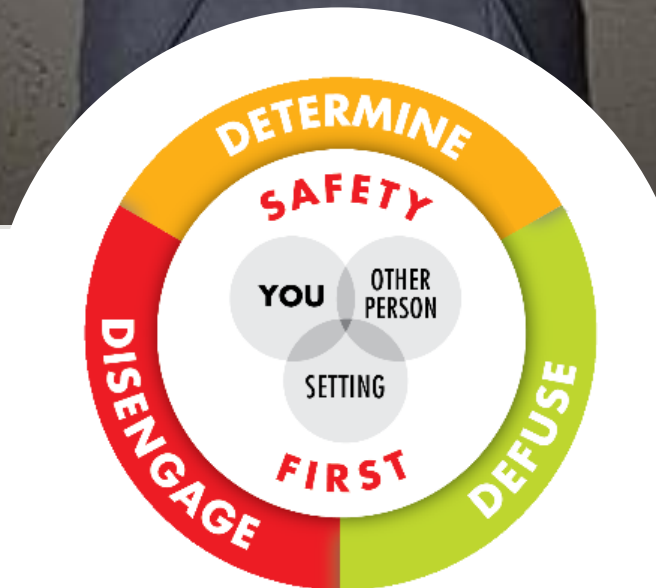 DETERMINE
SAFETY
YOU
OTHER
PERSON
SETTING
FIRST
DISENGAGE
DEFUSE